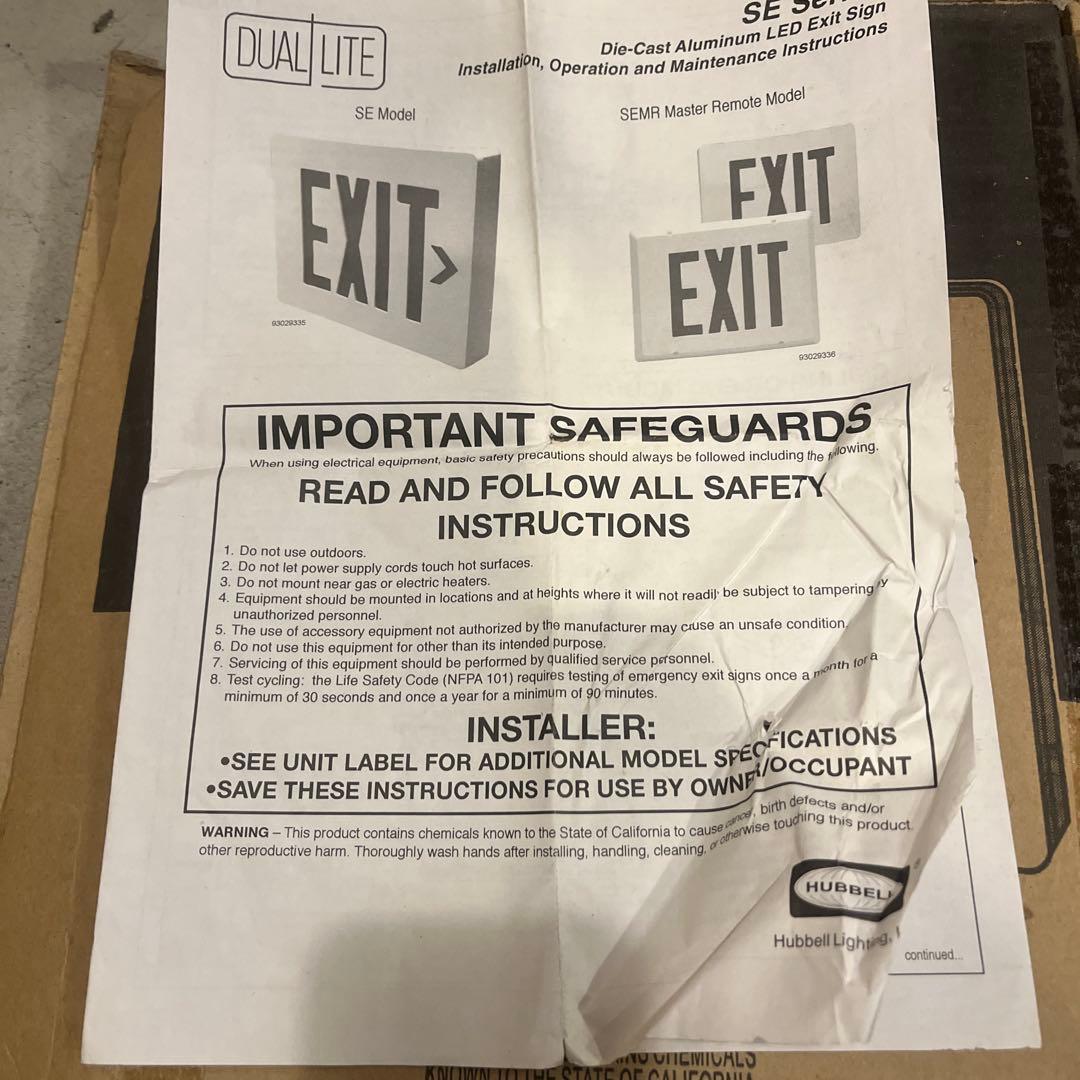 DUAL LITE
SE
Die-Cast Aluminum LED Exit Sign
Installation, Operation and Maintenance Instructions
SE Model
SEMR Master Remote Model
EXIT
EXIT
EXIT
93029335
93029336
IMPORTANT SAFEGUARDS
When using electrical equipment, basic safety precautions should always be followed including the following.
READ AND FOLLOW ALL SAFETY
INSTRUCTIONS
1. Do not use outdoors.
2. Do not let power supply cords touch hot surfaces.
3. Do not mount near gas or electric heaters.
4. Equipment should be mounted in locations and at heights where it will not readily be subject to tampering by
unauthorized personnel.
5. The use of accessory equipment not authorized by the manufacturer may cause an unsafe condition.
6. Do not use this equipment for other than its intended purpose.
7. Servicing of this equipment should be performed by qualified service personnel.
8. Test cycling: the Life Safety Code (NFPA 101) requires testing of emergency exit signs once a month for a
minimum of 30 seconds and once a year for a minimum of 90 minutes.
INSTALLER:
•SEE UNIT LABEL FOR ADDITIONAL MODEL SPECIFICATIONS
•SAVE THESE INSTRUCTIONS FOR USE BY OWNER/OCCUPANT
WARNING – This product contains chemicals known to the State of California to cause cancer, birth defects and/or
other reproductive harm. Thoroughly wash hands after installing, handling, cleaning, or otherwise touching this product.
HUBBELL
Hubbell Lighting,
continued...
CHEMICALS
KNOWN TO THE STATE OF CALIFORNIA